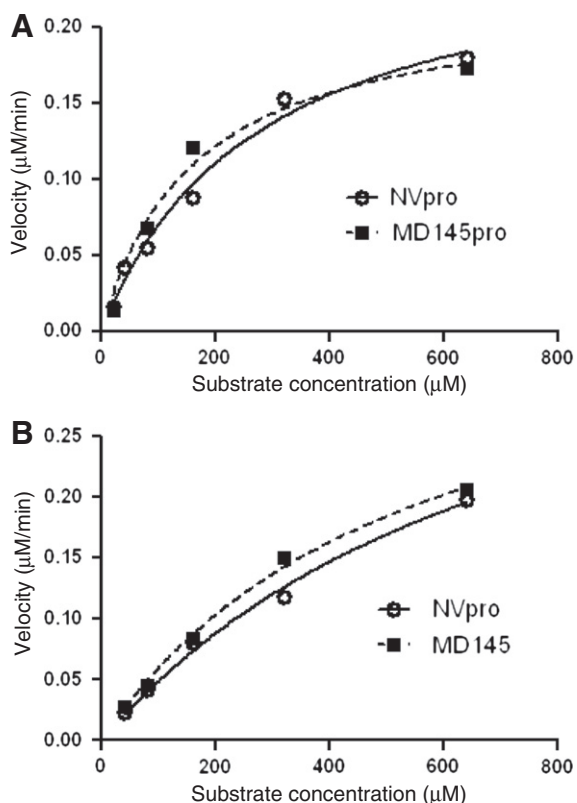 A
0.20
0.15
0.10
0.05
0.00
Velocity (μM/min)
NVpro
MD145pro
0 200 400 600 800
Substrate concentration (μM)
B
0.25
0.20
0.15
0.10
0.05
0.00
Velocity (μM/min)
NVpro
MD145
0 200 400 600 800
Substrate concentration (μM)